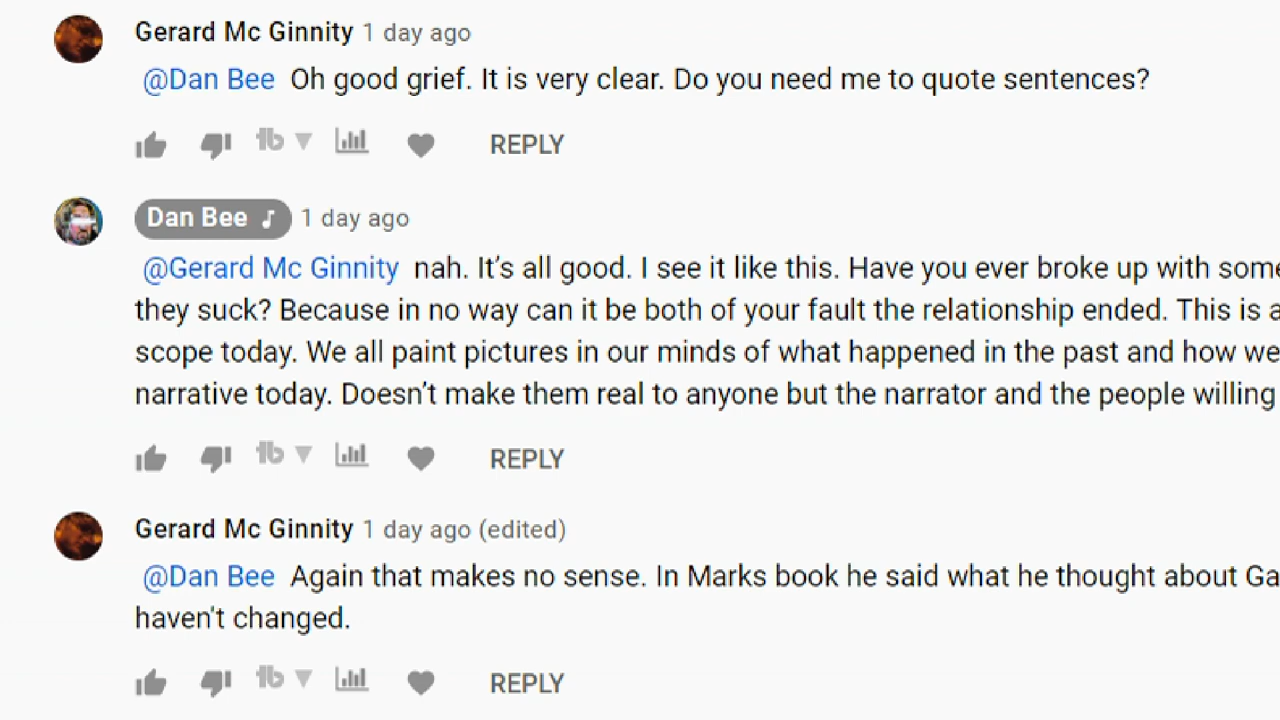 Gerard Mc Ginnity 1 day ago
@Dan Bee Oh good grief. It is very clear. Do you need me to quote sentences?
REPLY
Dan Bee 1 day ago
@Gerard Mc Ginnity nah. It’s all good. I see it like this. Have you ever broke up with some
they suck? Because in no way can it be both of your fault the relationship ended. This is a
scope today. We all paint pictures in our minds of what happened in the past and how we
narrative today. Doesn’t make them real to anyone but the narrator and the people willing
REPLY
Gerard Mc Ginnity 1 day ago (edited)
@Dan Bee Again that makes no sense. In Marks book he said what he thought about Ga
haven't changed.
REPLY